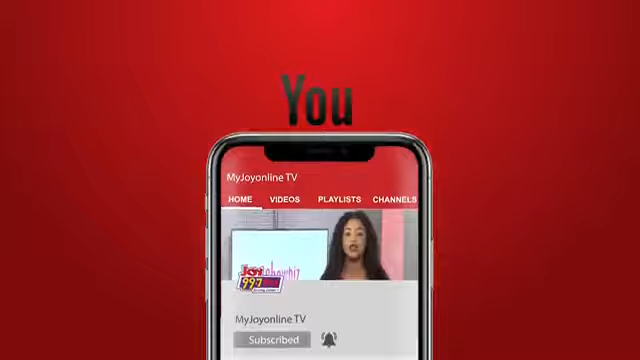 You
MyJoyonline TV
HOME VIDEOS PLAYLISTS CHANNELS
Joy
99.7
MyJoyonline TV
Subscribed